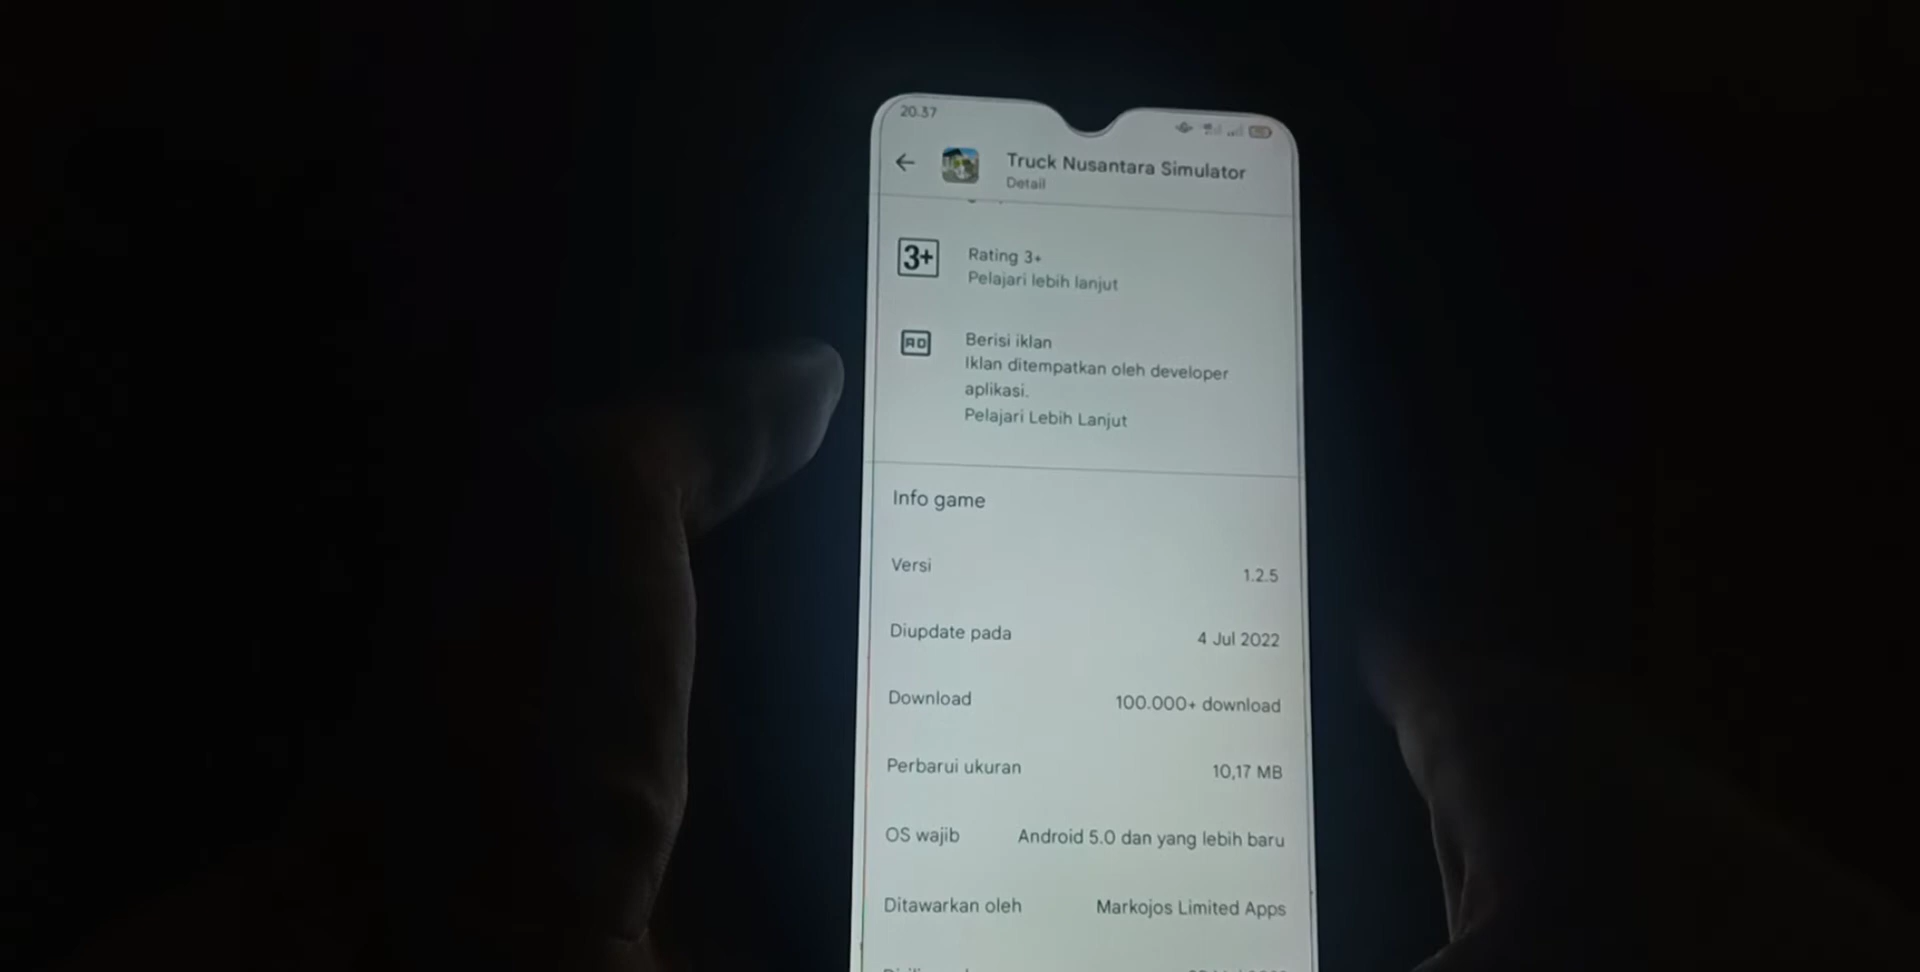 20.37
Truck Nusantara Simulator
Detail
3+
Rating 3+
Pelajari lebih lanjut
AD
Berisi iklan
Iklan ditempatkan oleh developer
aplikasi.
Pelajari Lebih Lanjut
Info game
Versi 1.2.5
Diupdate pada 4 Jul 2022
Download 100.000+ download
Perbarui ukuran 10,17 MB
OS wajib Android 5.0 dan yang lebih baru
Ditawarkan oleh Markojos Limited Apps